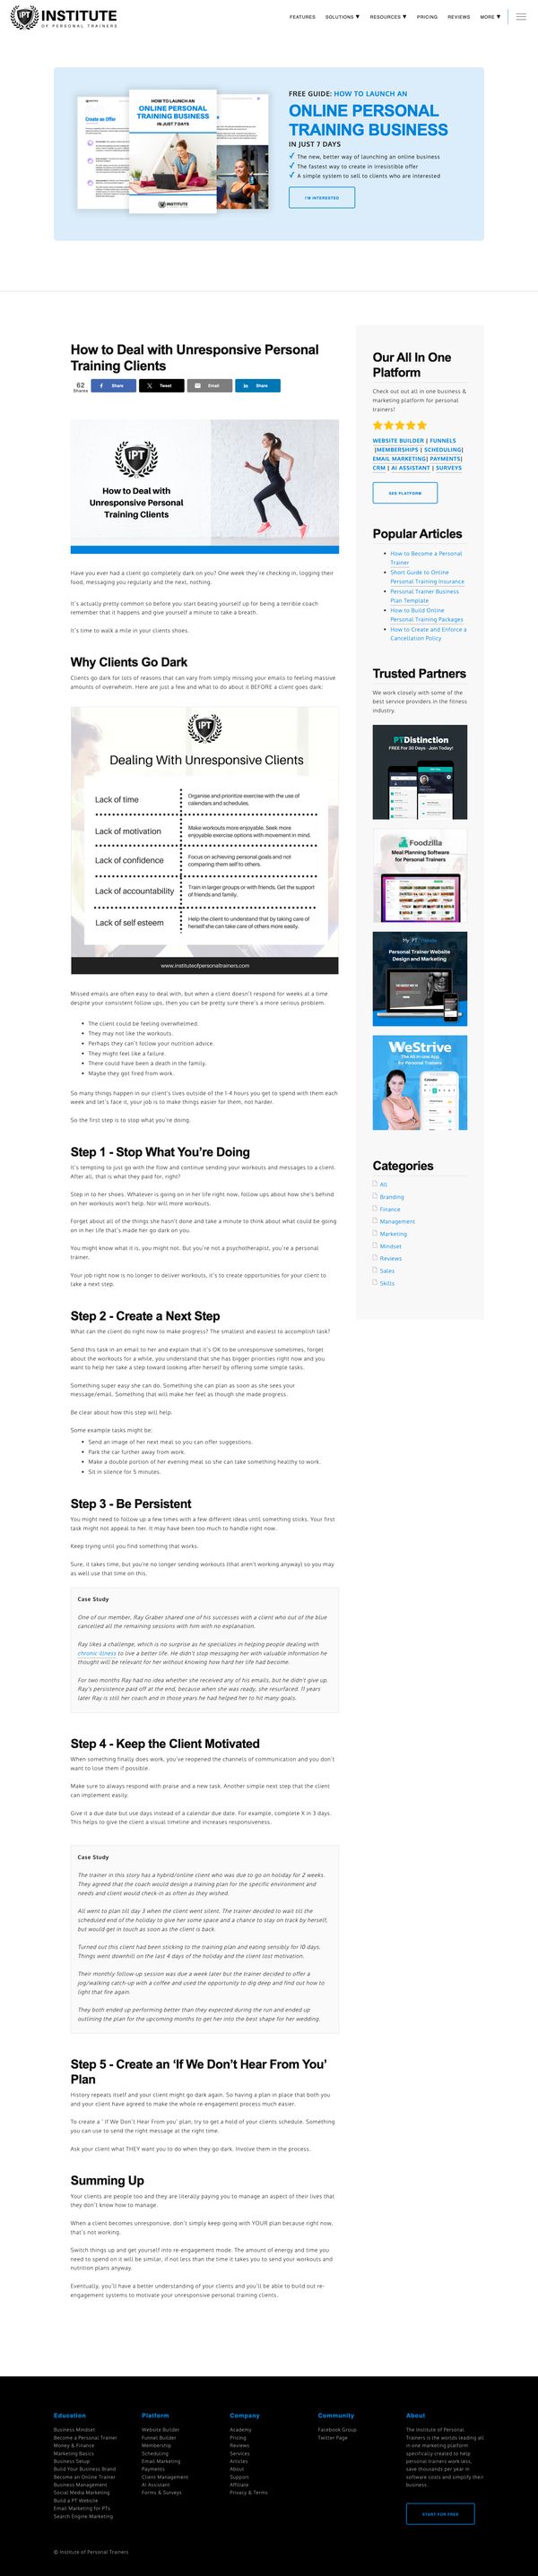 IPT
INSTITUTE
OF PERSONAL TRAINERS
FEATURES SOLUTIONS ▼ RESOURCES ▼ PRICING REVIEWS MORE ▼
Create an Offer
HOW TO LAUNCH AN
ONLINE PERSONAL
TRAINING BUSINESS
IN JUST 7 DAYS
INSTITUTE
FREE GUIDE: HOW TO LAUNCH AN
ONLINE PERSONAL
TRAINING BUSINESS
IN JUST 7 DAYS
✓ The new, better way of launching an online business
✓ The fastest way to create in irresistible offer
✓ A simple system to sell to clients who are interested
I'M INTERESTED
How to Deal with Unresponsive Personal
Training Clients
62
Shares
Share
Tweet
Email
Share
IPT
How to Deal with
Unresponsive Personal
Training Clients
Have you ever had a client go completely dark on you? One week they're checking in, logging their
food, messaging you regularly and the next, nothing.
It's actually pretty common so before you start beating yourself up for being a terrible coach
remember that it happens and give yourself a minute to take a breath.
It's time to walk a mile in your clients shoes.
Why Clients Go Dark
Clients go dark for lots of reasons that can vary from simply missing your emails to feeling massive
amounts of overwhelm. Here are just a few and what to do about it BEFORE a client goes dark:
IPT
Dealing With Unresponsive Clients
Lack of time
Organise and prioritize exercise with the use of
calendars and schedules.
Lack of motivation
Make workouts more enjoyable. Seek more
enjoyable exercise options with movement in mind.
Lack of confidence
Focus on achieving personal goals and not
comparing them self to others.
Lack of accountability
Train in larger groups or with friends. Get the support
of friends and family.
Lack of self esteem
Help the client to understand that by taking care of
herself she can take care of others more easily.
www.instituteofpersonaltrainers.com
Missed emails are often easy to deal with, but when a client doesn't respond for weeks at a time
despite your consistent follow ups, then you can be pretty sure there's a more serious problem.
• The client could be feeling overwhelmed.
• They may not like the workouts.
• Perhaps they can't follow your nutrition advice.
• They might feel like a failure.
• There could have been a death in the family.
• Maybe they got fired from work.
So many things happen in our client's lives outside of the 1-4 hours you get to spend with them each
week and let's face it, your job is to make things easier for them, not harder.
So the first step is to stop what you're doing.
Step 1 - Stop What You're Doing
It's tempting to just go with the flow and continue sending your workouts and messages to a client.
After all, that is what they paid for, right?
Step in to her shoes. Whatever is going on in her life right now, follow ups about how she's behind
on her workouts won't help. Nor will more workouts.
Forget about all of the things she hasn't done and take a minute to think about what could be going
on in her life that's made her go dark on you.
You might know what it is, you might not. But you're not a psychotherapist, you're a personal
trainer.
Your job right now is no longer to deliver workouts, it's to create opportunities for your client to
take a next step.
Step 2 - Create a Next Step
What can the client do right now to make progress? The smallest and easiest to accomplish task?
Send this task in an email to her and explain that it's OK to be unresponsive sometimes, forget
about the workouts for a while, you understand that she has bigger priorities right now and you
want to help her take a step toward looking after herself by offering some simple tasks.
Something super easy she can do. Something she can plan as soon as she sees your
message/email. Something that will make her feel as though she made progress.
Be clear about how this step will help.
Some example tasks might be:
• Send an image of her next meal so you can offer suggestions.
• Park the car further away from work.
• Make a double portion of her evening meal so she can take something healthy to work.
• Sit in silence for 5 minutes.
Step 3 - Be Persistent
You might need to follow up a few times with a few different ideas until something sticks. Your first
task might not appeal to her. It may have been too much to handle right now.
Keep trying until you find something that works.
Sure, it takes time, but you're no longer sending workouts (that aren't working anyway) so you may
as well use that time on this.
Case Study
One of our member, Ray Graber shared one of his successes with a client who out of the blue
cancelled all the remaining sessions with him with no explanation.
Ray likes a challenge, which is no surprise as he specializes in helping people dealing with
chronic illness to live a better life. He didn't stop messaging her with valuable information he
thought will be relevant for her without knowing how had her life had become.
For two months Ray had no idea whether she received any of his emails, but he didn't give up.
Ray's persistence paid off at the end, because when she was ready, she resurfaced. 11 years
later Ray is still her coach and in those years he had helped her to hit many goals.
Step 4 - Keep the Client Motivated
When something finally does work, you've reopened the channels of communication and you don't
want to lose them if possible.
Make sure to always respond with praise and a new task. Another simple next step that the client
can implement easily.
Give it a due date but use days instead of a calendar due date. For example, complete X in 3 days.
This helps to give the client a visual timeline and increases responsiveness.
Case Study
The trainer in this story has a hybrid/online client who was due to go on holiday for 2 weeks.
They agreed that the coach would design a training plan for the specific environment and
needs and client would check-in as often as they wished.
All went to plan till day 3 when the client went silent. The trainer decided to wait till the
scheduled end of the holiday to give her some space and a chance to stay on track by herself,
but would get in touch as soon as the client is back.
Turned out this client had been sticking to the training plan and eating sensibly for 10 days.
Things went downhill on the last 4 days of the holiday and the client lost motivation.
Their monthly follow-up session was due a week later but the trainer decided to offer a
jog/walking catch-up with a coffee and used the opportunity to dig deep and find out how to
light that fire again.
They both ended up performing better than they expected during the run and ended up
outlining the plan for the upcoming months to get her into the best shape for her wedding.
Step 5 - Create an 'If We Don't Hear From You'
Plan
History repeats itself and your client might go dark again. So having a plan in place that both you
and your client have agreed to make the whole re-engagement process much easier.
To create a ' If We Don't Hear From you' plan, try to get a hold of your clients schedule. Something
you can use to send the right message at the right time.
Ask your client what THEY want you to do when they go dark. Involve them in the process.
Summing Up
Your clients are people too and they are literally paying you to manage an aspect of their lives that
they don't know how to manage.
When a client becomes unresponsive, don't simply keep going with YOUR plan because right now,
that's not working.
Switch things up and get yourself into re-engagement mode. The amount of energy and time you
need to spend on it will be similar, if not less than the time it takes you to send your workouts and
nutrition plans anyway.
Eventually, you'll have a better understanding of your clients and you'll be able to build out re-
engagement systems to motivate your unresponsive personal training clients.
Our All In One
Platform
Check out out all in one business &
marketing platform for personal
trainers!
WEBSITE BUILDER | FUNNELS
|MEMBERSHIPS | SCHEDULING|
EMAIL MARKETING| PAYMENTS|
CRM | AI ASSISTANT | SURVEYS
SEE PLATFORM
Popular Articles
• How to Become a Personal
Trainer
• Short Guide to Online
Personal Training Insurance
• Personal Trainer Business
Plan Template
• How to Build Online
Personal Training Packages
• How to Create and Enforce a
Cancellation Policy
Trusted Partners
We work closely with some of the
best service providers in the fitness
industry.
PTDistinction
FREE For 30 Days - Join Today!
Foodzilla
Meal Planning Software
for Personal Trainers
My PT Website
Personal Trainer Website
Design and Marketing
WeStrive
The All-in-one App
for Personal Trainers
Calendar
Categories
All
Branding
Finance
Management
Marketing
Mindset
Reviews
Sales
Skills
Education
Business Mindset
Become a Personal Trainer
Money & Finance
Marketing Basics
Business Setup
Build Your Business Brand
Become an Online Trainer
Business Management
Social Media Marketing
Build a PT Website
Email Marketing for PTs
Search Engine Marketing
Platform
Website Builder
Funnel Builder
Membership
Scheduling
Email Marketing
Payments
Client Management
AI Assistant
Forms & Surveys
Company
Academy
Pricing
Reviews
Services
Articles
About
Support
Affiliate
Privacy & Terms
Community
Facebook Group
Twitter Page
About
The Institute of Personal
Trainers is the worlds leading all
in one marketing platform
specifically created to help
personal trainers work less,
save thousands per year in
software costs and simplify their
business.
START FOR FREE
© Institute of Personal Trainers